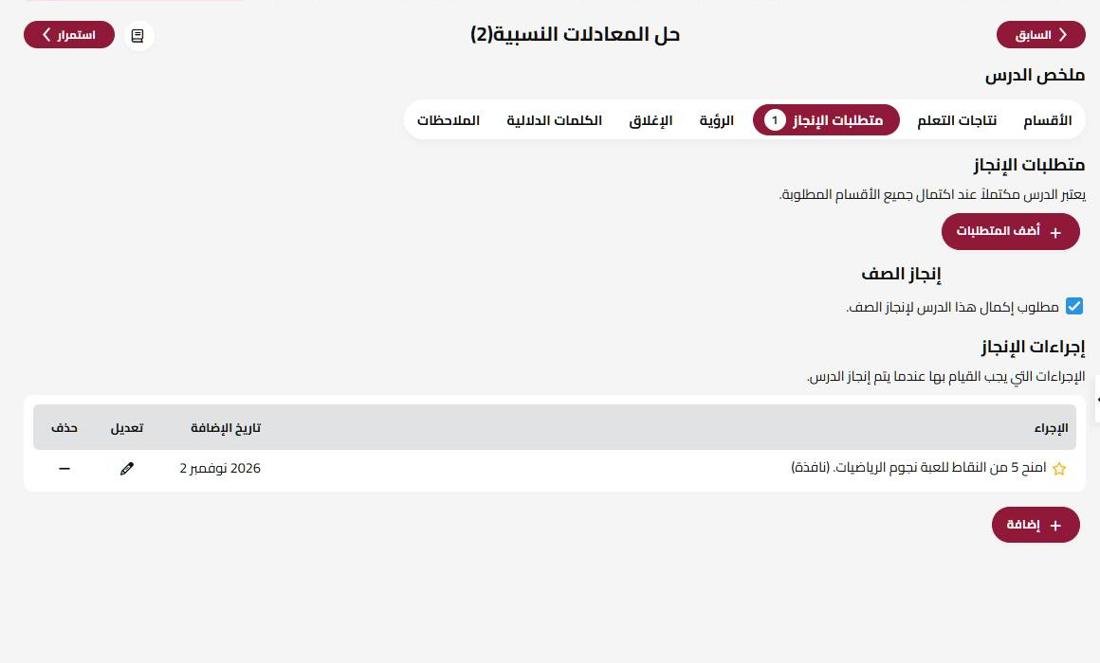 السابق
حل المعادلات النسبية(2)
استمرار
ملخص الدرس
الأقسام
نتاجات التعلم
متطلبات الإنجاز 1
الرؤية
الإغلاق
الكلمات الدلالية
الملاحظات
متطلبات الإنجاز
يعتبر الدرس مكتملاً عند اكتمال جميع الأقسام المطلوبة.
+ أضف المتطلبات
إنجاز الصف
مطلوب إكمال هذا الدرس لإنجاز الصف.
إجراءات الإنجاز
الإجراءات التي يجب القيام بها عندما يتم إنجاز الدرس.
الإجراء تاريخ الإضافة تعديل حذف
امنح 5 من النقاط للعبة نجوم الرياضيات. (نافذة) 2026 نوفمبر 2
+ إضافة